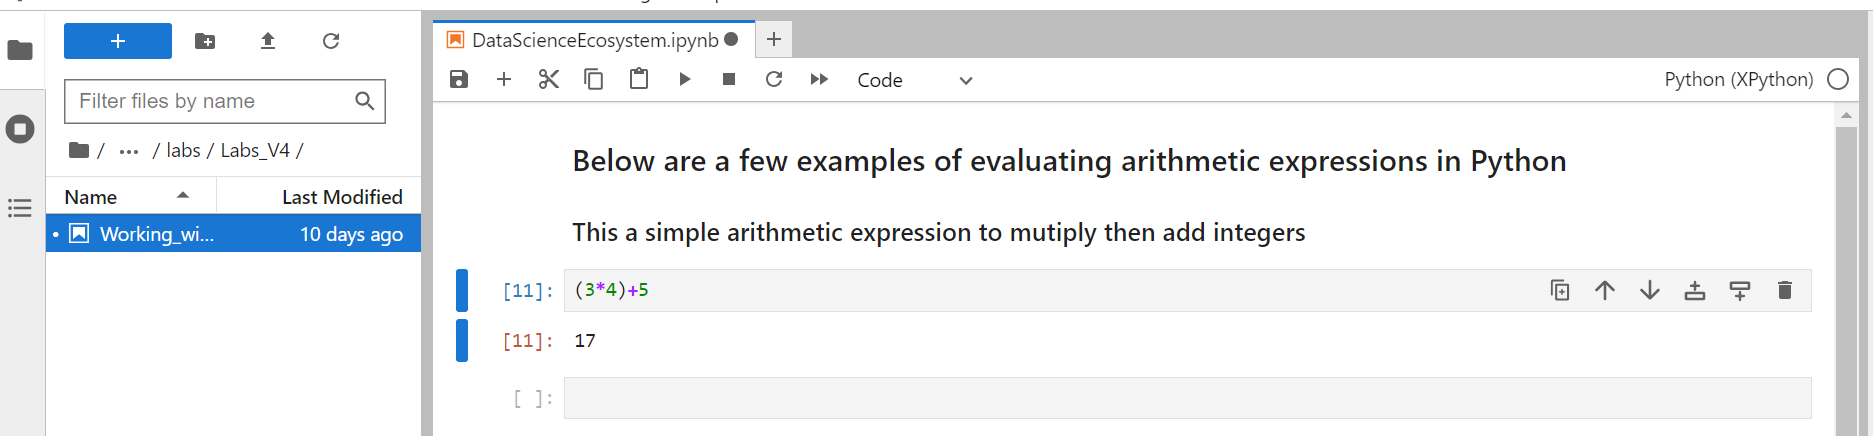 DataScienceEcosystem.ipynb
Filter files by name
Code
Python (XPython)
/ ... / labs / Labs_V4 /
Name Last Modified
Working_wi... 10 days ago
Below are a few examples of evaluating arithmetic expressions in Python
This a simple arithmetic expression to mutiply then add integers
[11]: (3*4)+5
[11]: 17
[ ]: